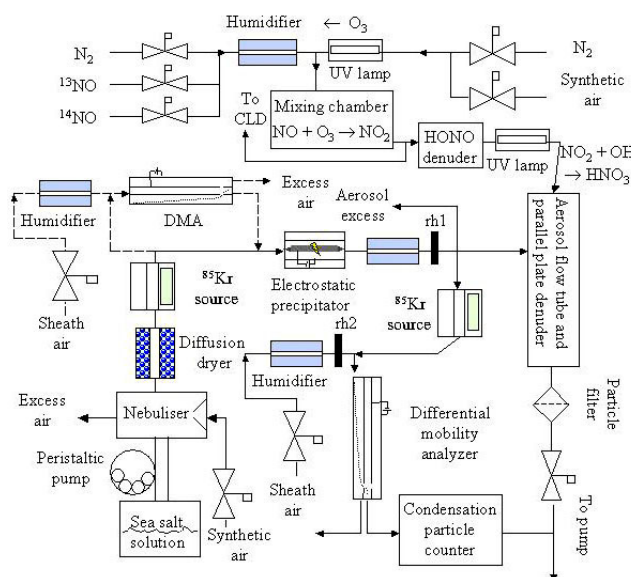 Humidifier
← O₃
N₂
¹³NO
¹⁴NO
UV lamp
N₂
Synthetic
air
To
CLD
Mixing chamber
NO + O₃ → NO₂
HONO
denuder
UV lamp
NO₂ + OH
→ HNO₃
Humidifier
DMA
Excess
air
Aerosol
excess
rh1
Aerosol flow tube and
parallel plate denuder
Sheath
air
⁸⁵Kr
source
Electrostatic
precipitator
⁸⁵Kr
source
rh2
Diffusion
dryer
Humidifier
Excess
air
Nebuliser
Differential
mobility
analyzer
Particle
filter
Peristaltic
pump
Sheath
air
Sea salt
solution
Synthetic
air
Condensation
particle
counter
To pump